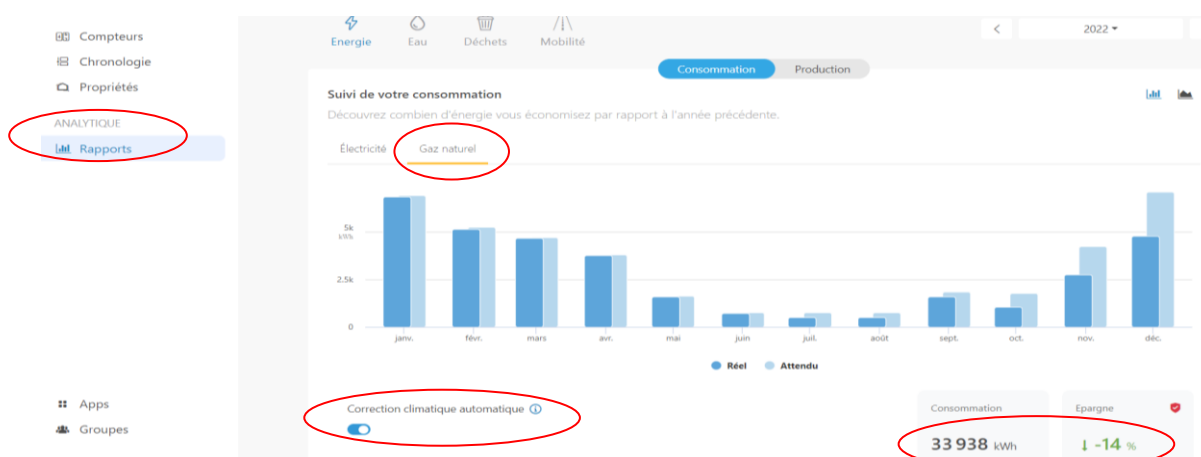 Compteurs
Chronologie
Propriétés
ANALYTIQUE
Rapports
Apps
Groupes
Energie Eau Déchets Mobilité
2022
Consommation Production
Suivi de votre consommation
Découvrez combien d'énergie vous économisez par rapport à l'année précédente.
Électricité Gaz naturel
5k
kWh
2.5k
0
janv. févr. mars avr. mai juin juil. août sept. oct. nov. déc.
Réel Attendu
Correction climatique automatique
Consommation Epargne
33 938 kWh ↓ -14 %